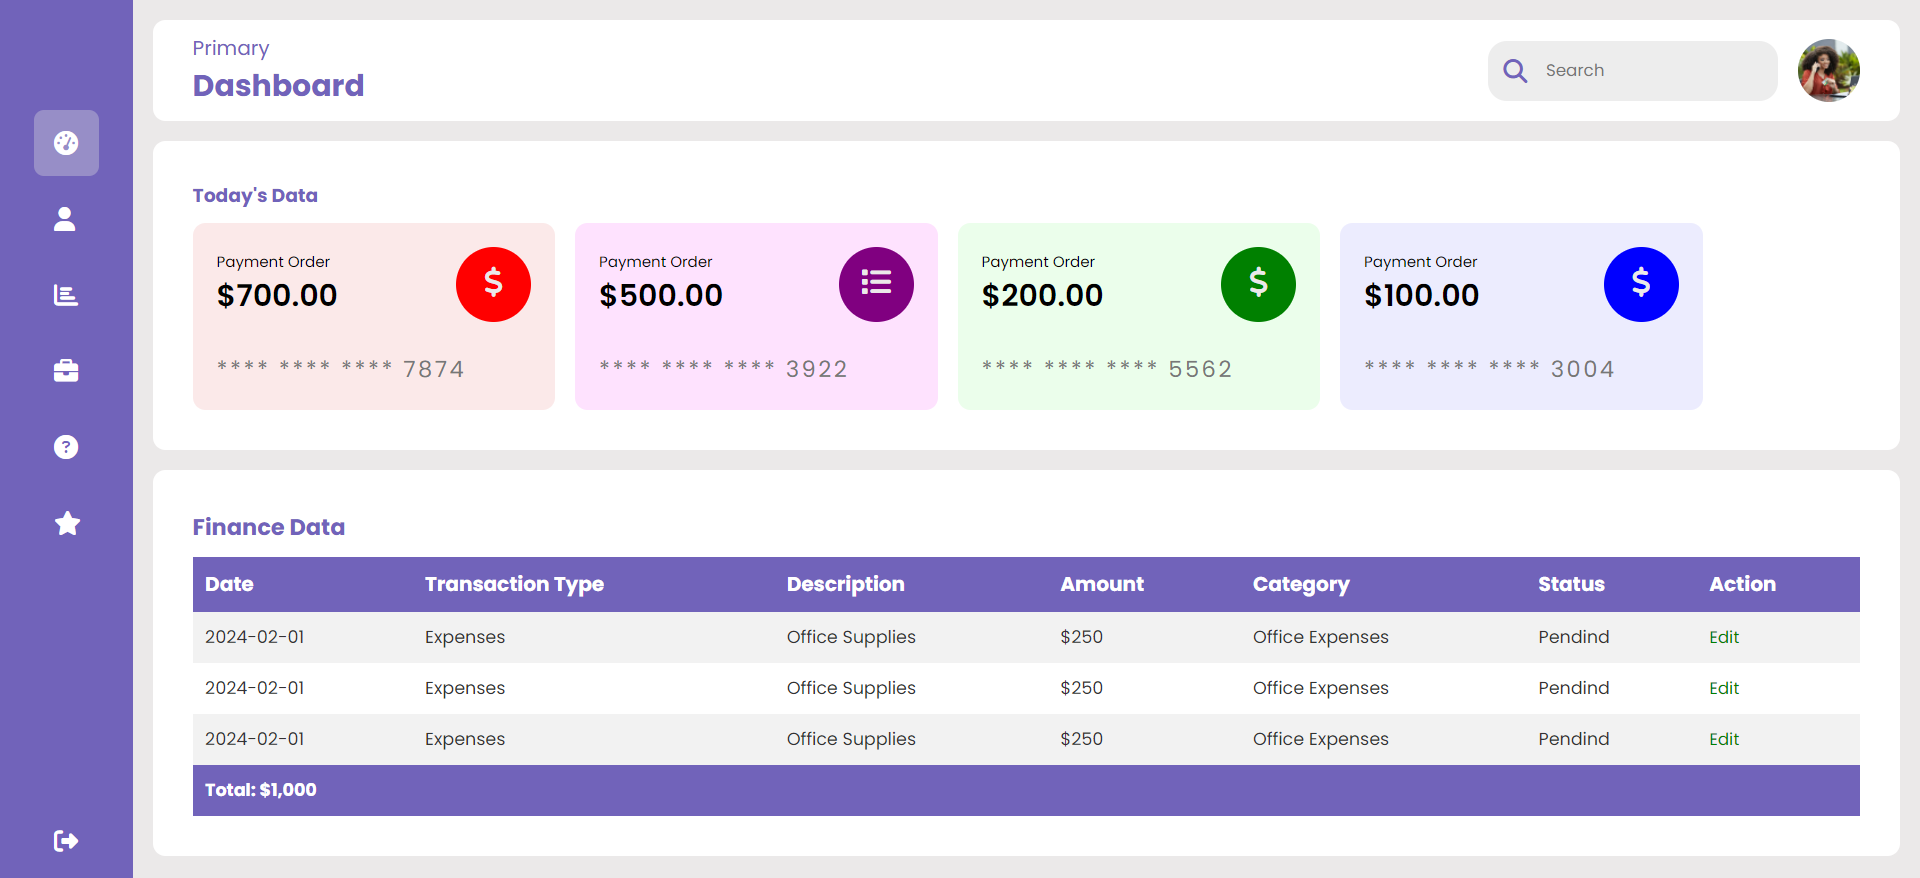 Primary
Dashboard
Search
Today's Data
Payment Order
$700.00
**** **** **** 7874
Payment Order
$500.00
**** **** **** 3922
Payment Order
$200.00
**** **** **** 5562
Payment Order
$100.00
**** **** **** 3004
Finance Data
Date Transaction Type Description Amount Category Status Action
2024-02-01 Expenses Office Supplies $250 Office Expenses Pendind Edit
2024-02-01 Expenses Office Supplies $250 Office Expenses Pendind Edit
2024-02-01 Expenses Office Supplies $250 Office Expenses Pendind Edit
Total: $1,000